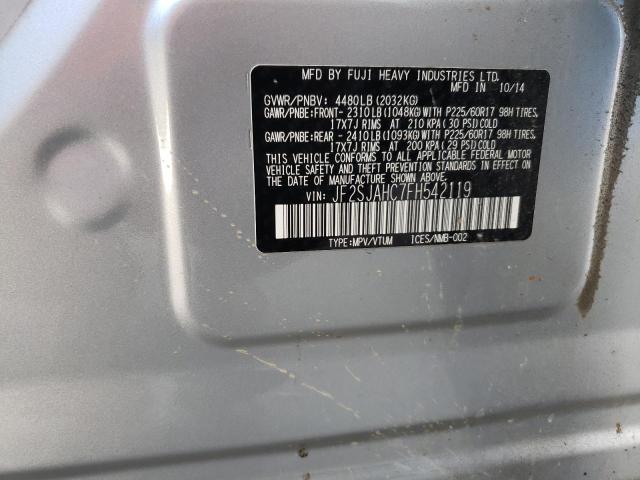 MFD BY FUJI HEAVY INDUSTRIES LTD.
MFD IN 10/14
GVWR/PNBV: 4480LB (2032KG)
GAWR/PNBE:FRONT- 2310LB (1048KG) WITH P225/60R17 98H TIRES,
17X7J RIMS AT 210 KPA (30 PSI) COLD
GAWR/PNBE:REAR - 2410LB (1093KG) WITH P225/60R17 98H TIRES,
17X7J RIMS AT 200 KPA (29 PSI) COLD
THIS VEHICLE CONFORMS TO ALL APPLICABLE FEDERAL MOTOR
VEHICLE SAFETY AND THEFT PREVENTION STANDARDS IN EFFECT
ON THE DATE OF MANUFACTURE SHOWN ABOVE.
VIN: JF2SJAHC7FH542119
TYPE:MPV/VTUM ICES/NMB-002